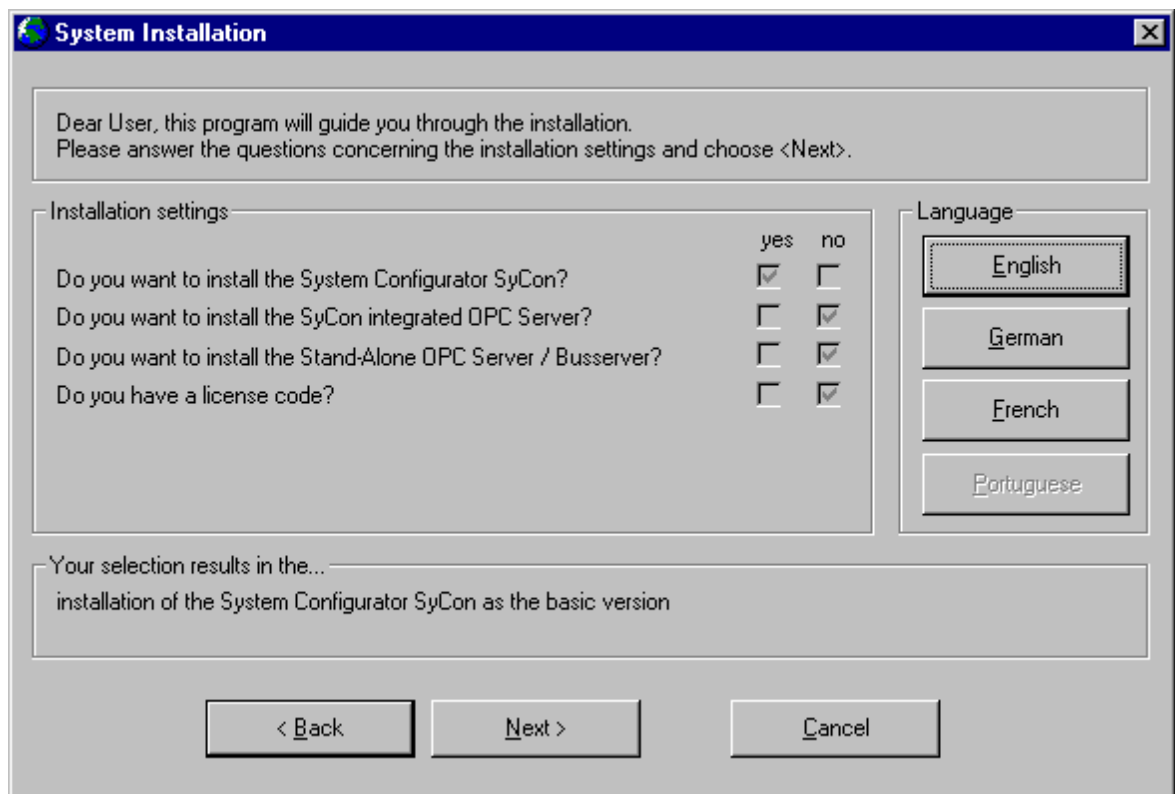 System Installation
Dear User, this program will guide you through the installation.
Please answer the questions concerning the installation settings and choose <Next>.
Installation settings
yes no
Do you want to install the System Configurator SyCon?
Do you want to install the SyCon integrated OPC Server?
Do you want to install the Stand-Alone OPC Server / Busserver?
Do you have a license code?
Language
English
German
French
Portuguese
Your selection results in the...
installation of the System Configurator SyCon as the basic version
< Back
Next >
Cancel